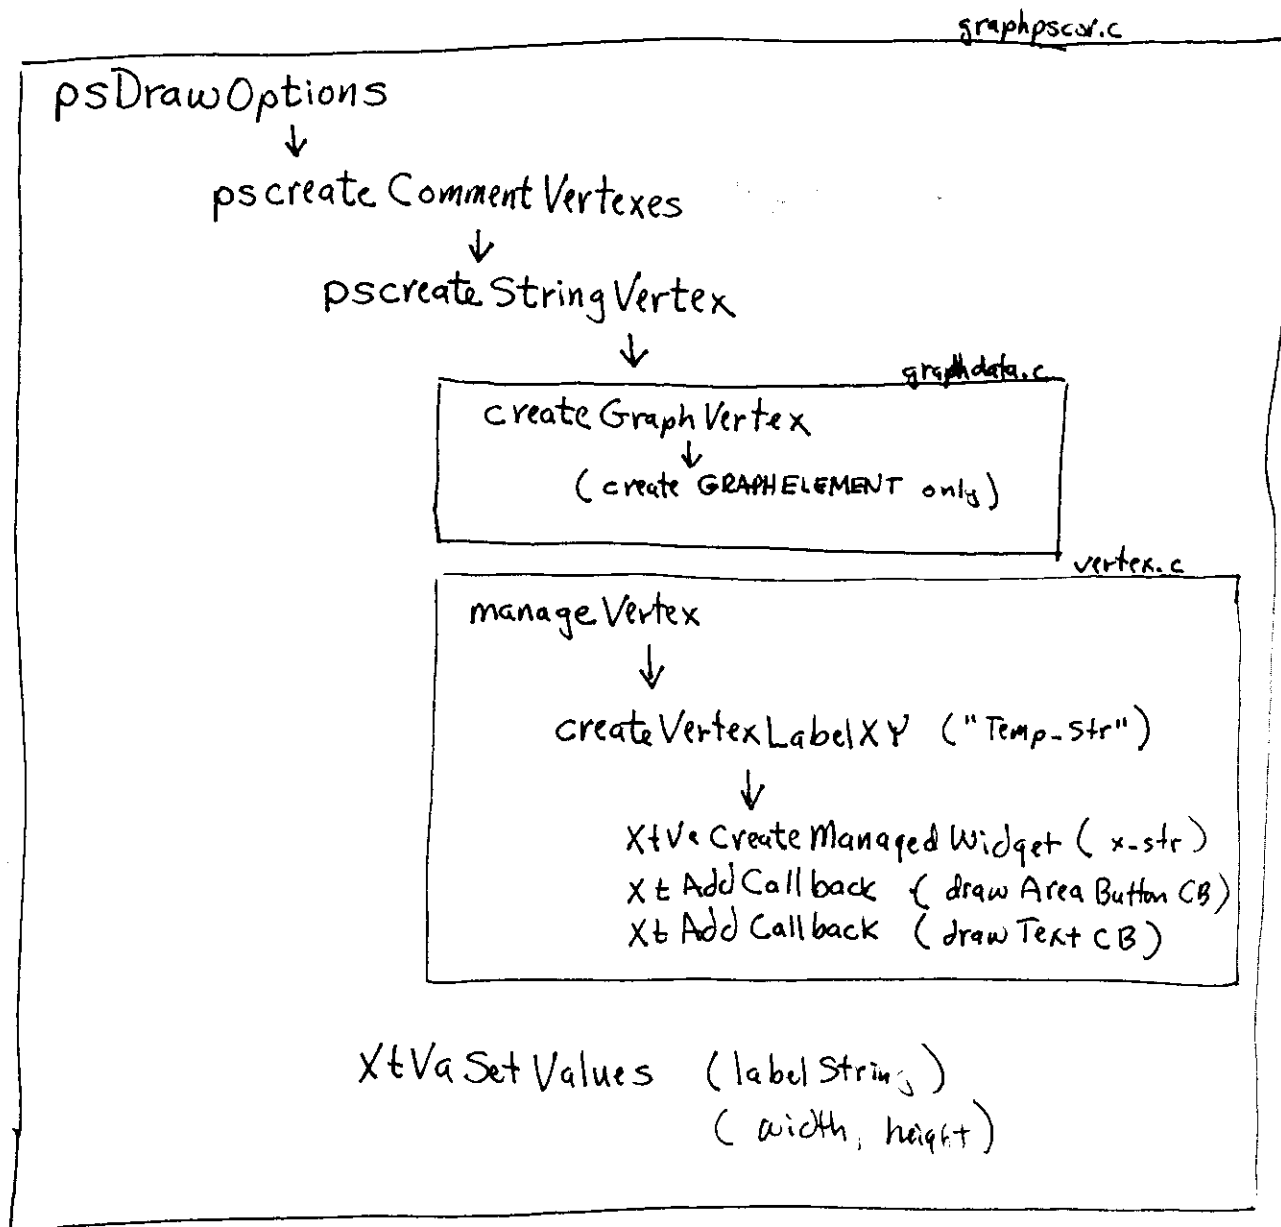 graphpscov.c
psDrawOptions
↓
pscreateCommentVertexes
↓
pscreateStringVertex
↓
graphdata.c
createGraphVertex
↓
(create GRAPHELEMENT only)
vertex.c
manageVertex
↓
createVertexLabelXY ("Temp-Str")
↓
XtVaCreateManagedWidget (x-str)
XtAddCallback (drawAreaButtonCB)
XtAddCallback (drawTextCB)
XtVaSetValues (labelString)
(width, height)